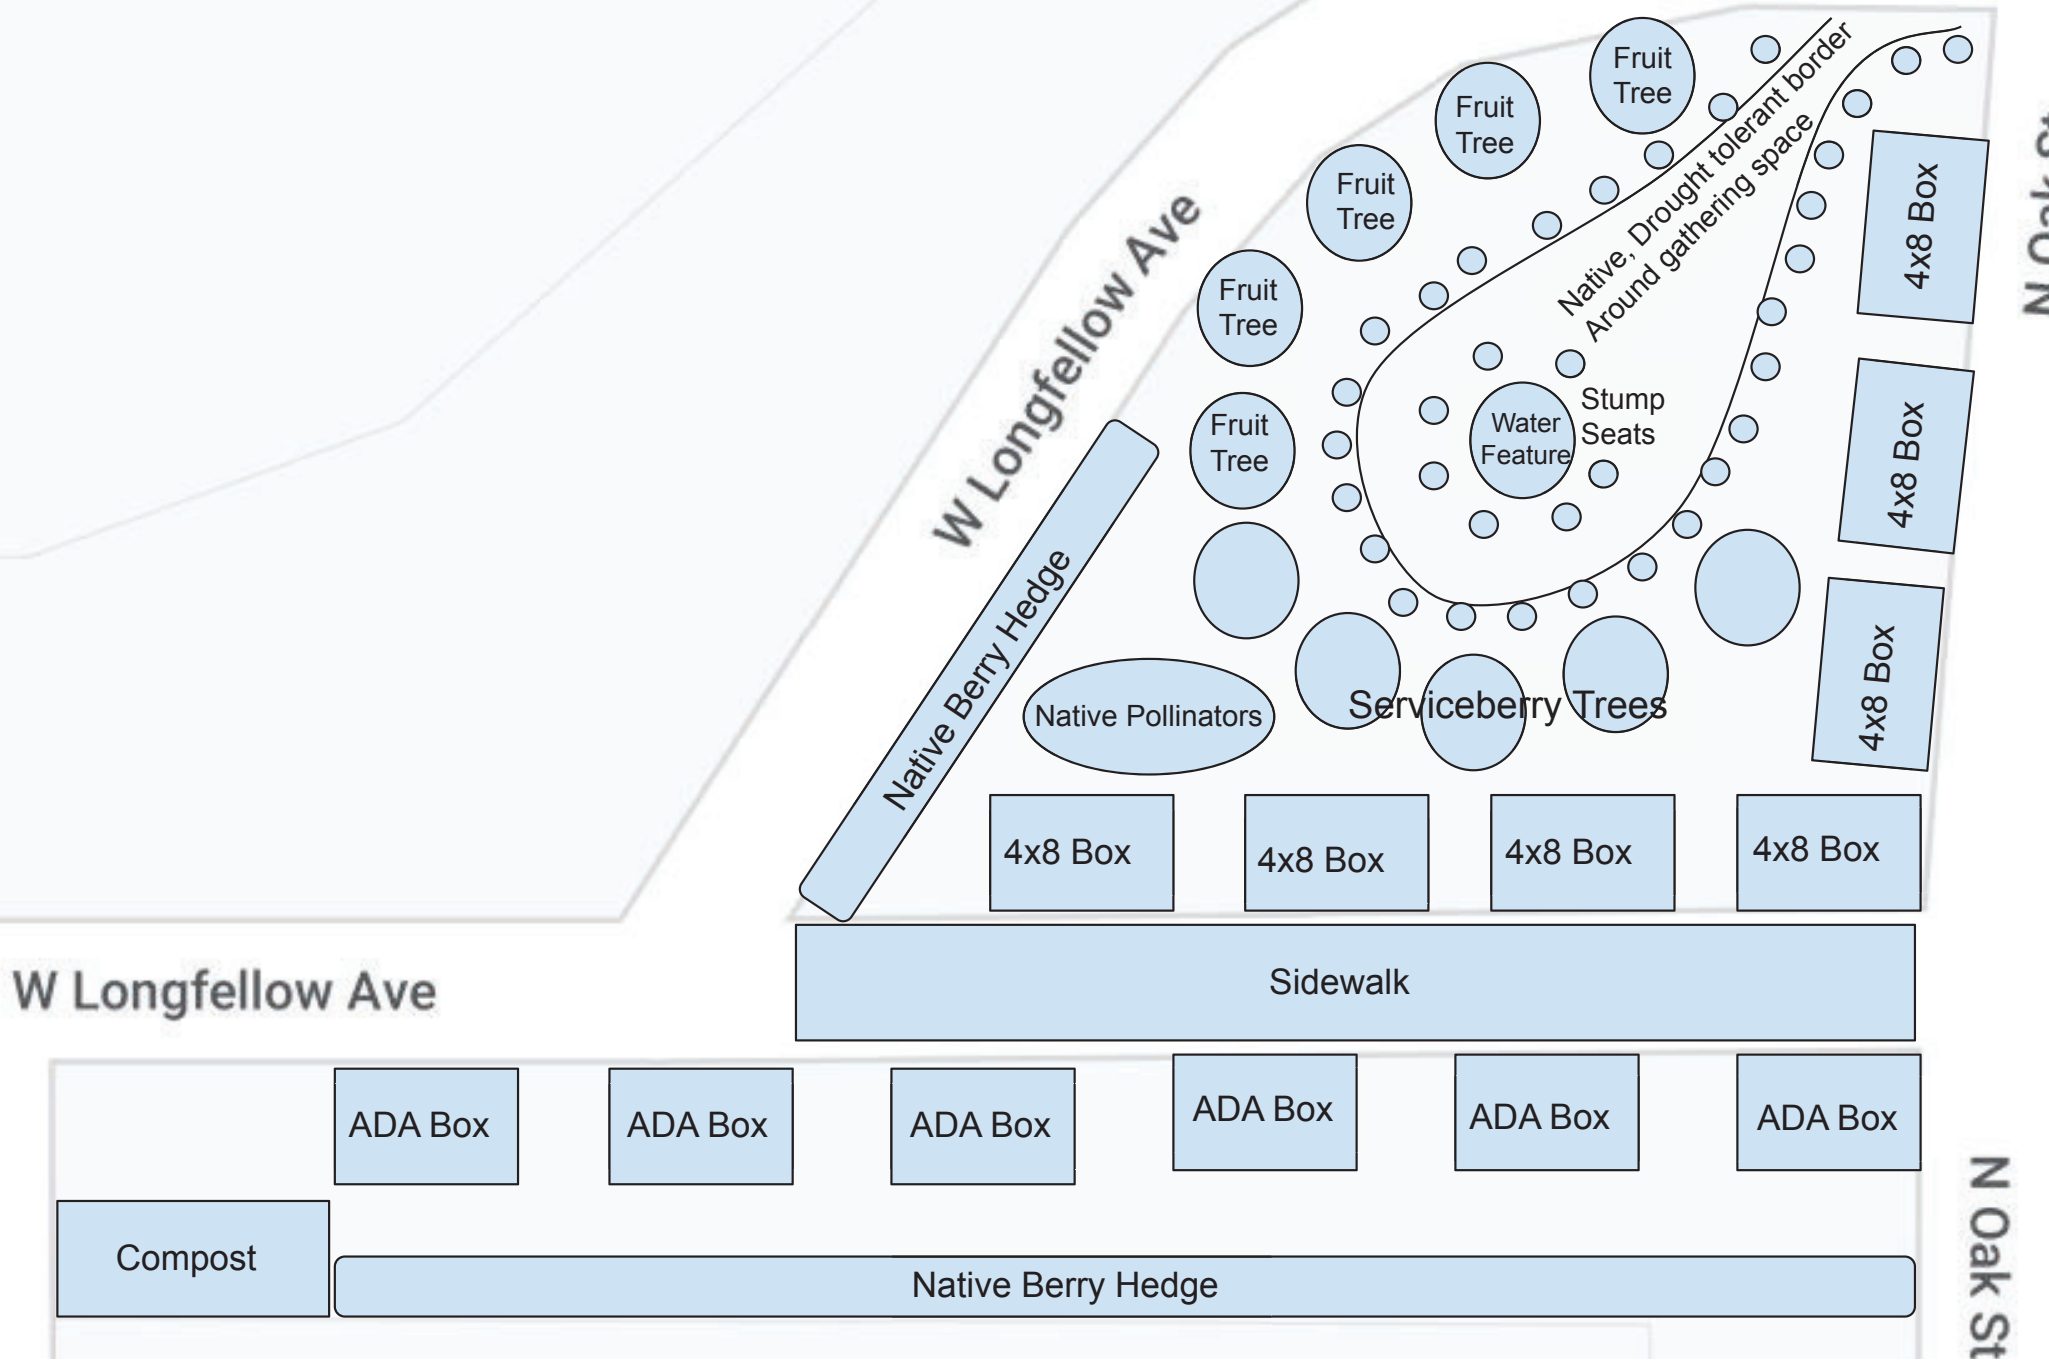 Fruit
Tree
Fruit
Tree
Fruit
Tree
Fruit
Tree
Fruit
Tree
Native, Drought tolerant border
Around gathering space
Stump
Seats
Water
Feature
W Longfellow Ave
N Oak St
4x8 Box
4x8 Box
4x8 Box
Native Berry Hedge
Native Pollinators
Serviceberry Trees
4x8 Box
4x8 Box
4x8 Box
4x8 Box
Sidewalk
W Longfellow Ave
ADA Box
ADA Box
ADA Box
ADA Box
ADA Box
ADA Box
Compost
Native Berry Hedge
N Oak St